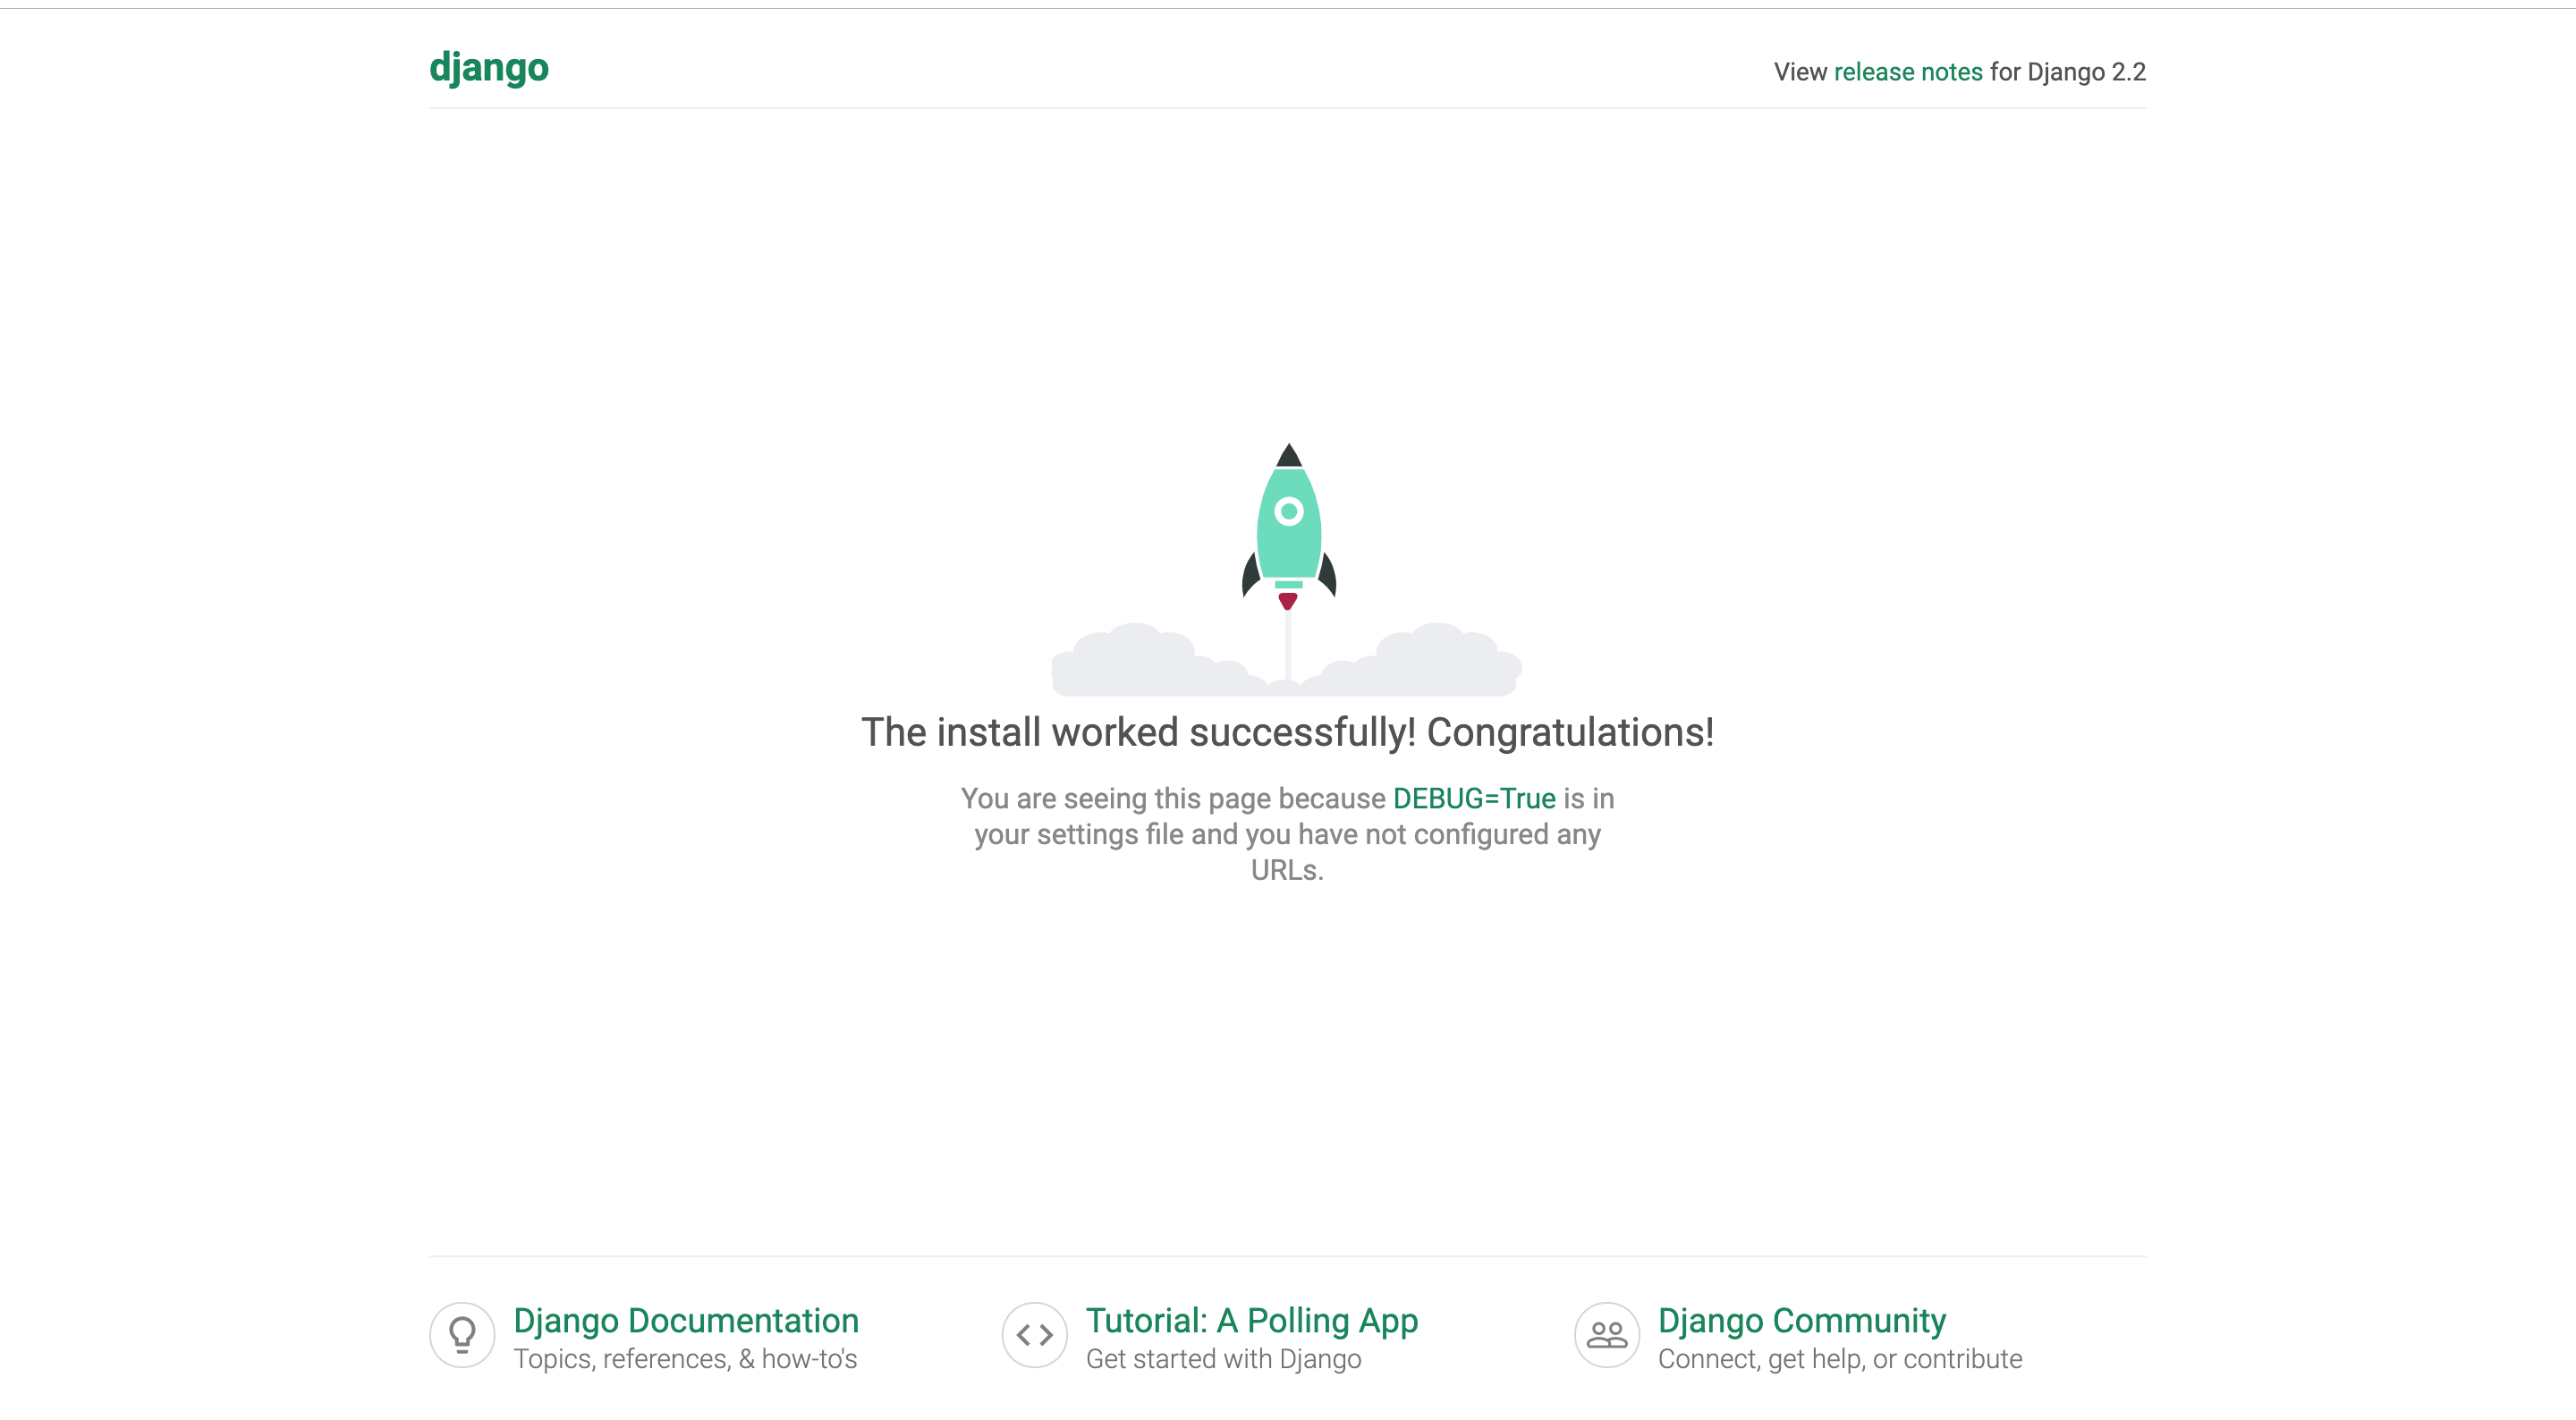 django
View release notes for Django 2.2
The install worked successfully! Congratulations!
You are seeing this page because DEBUG=True is in
your settings file and you have not configured any
URLs.
Django Documentation
Topics, references, & how-to's
Tutorial: A Polling App
Get started with Django
Django Community
Connect, get help, or contribute